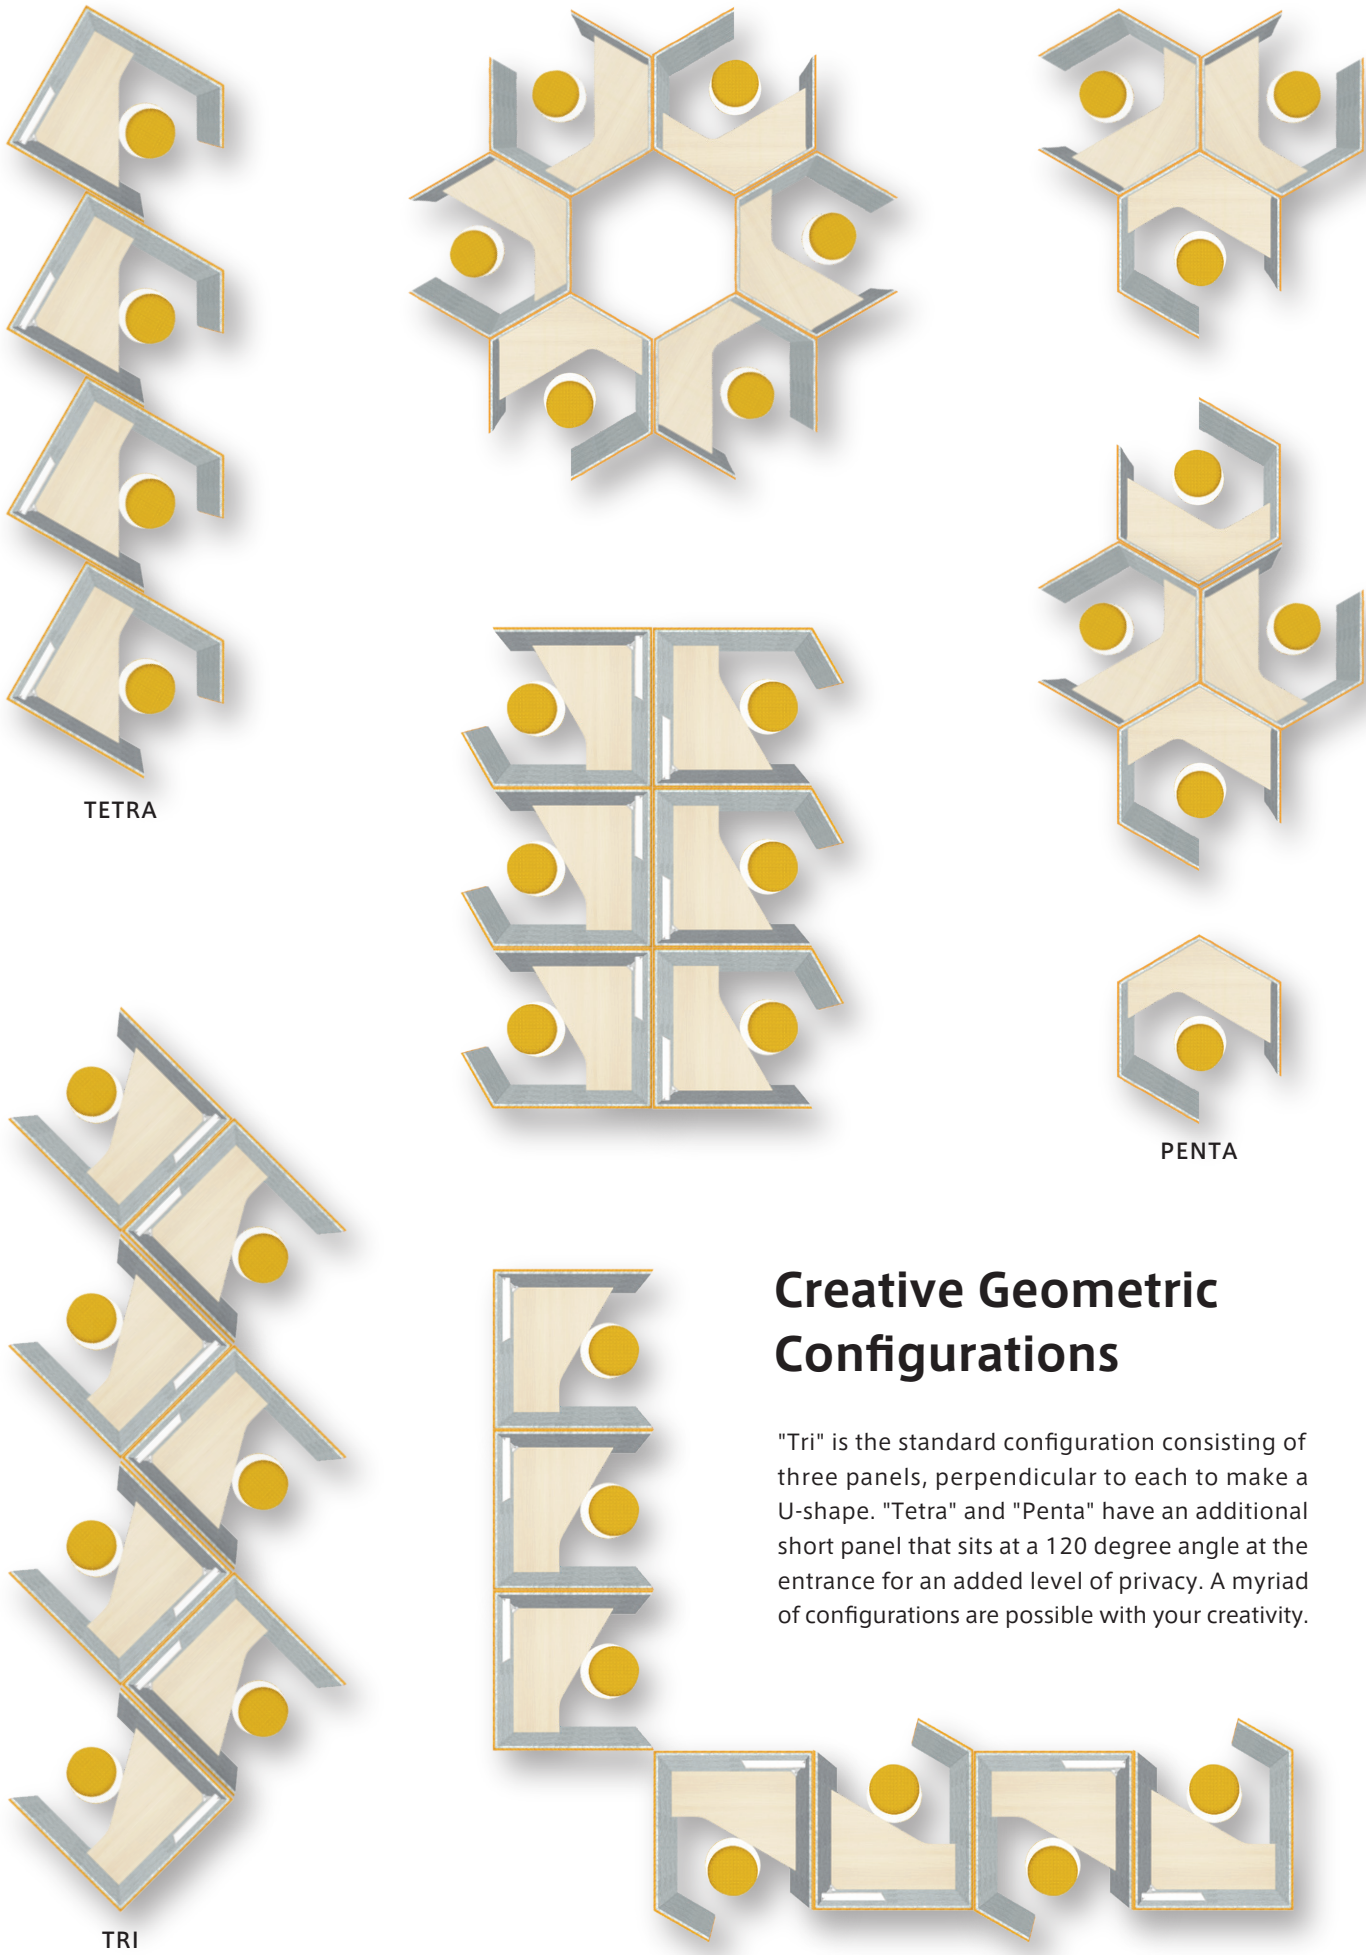 TETRA
PENTA
Creative Geometric
Configurations
"Tri" is the standard configuration consisting of
three panels, perpendicular to each to make a
U-shape. "Tetra" and "Penta" have an additional
short panel that sits at a 120 degree angle at the
entrance for an added level of privacy. A myriad
of configurations are possible with your creativity.
TRI